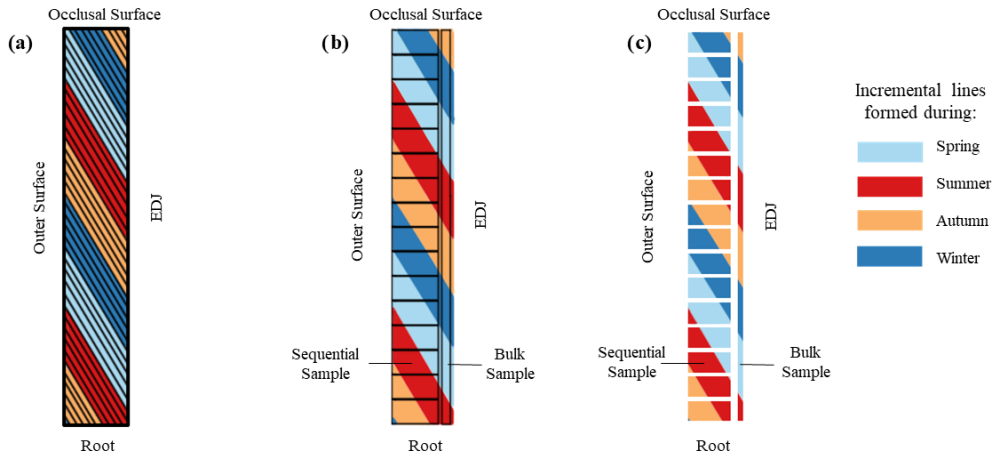 Occlusal Surface
(a)
Outer Surface
EDJ
Root
Occlusal Surface
(b)
Outer Surface
EDJ
Sequential
Sample
Bulk
Sample
Root
Occlusal Surface
(c)
Outer Surface
EDJ
Sequential
Sample
Bulk
Sample
Root
Incremental lines
formed during:
Spring
Summer
Autumn
Winter